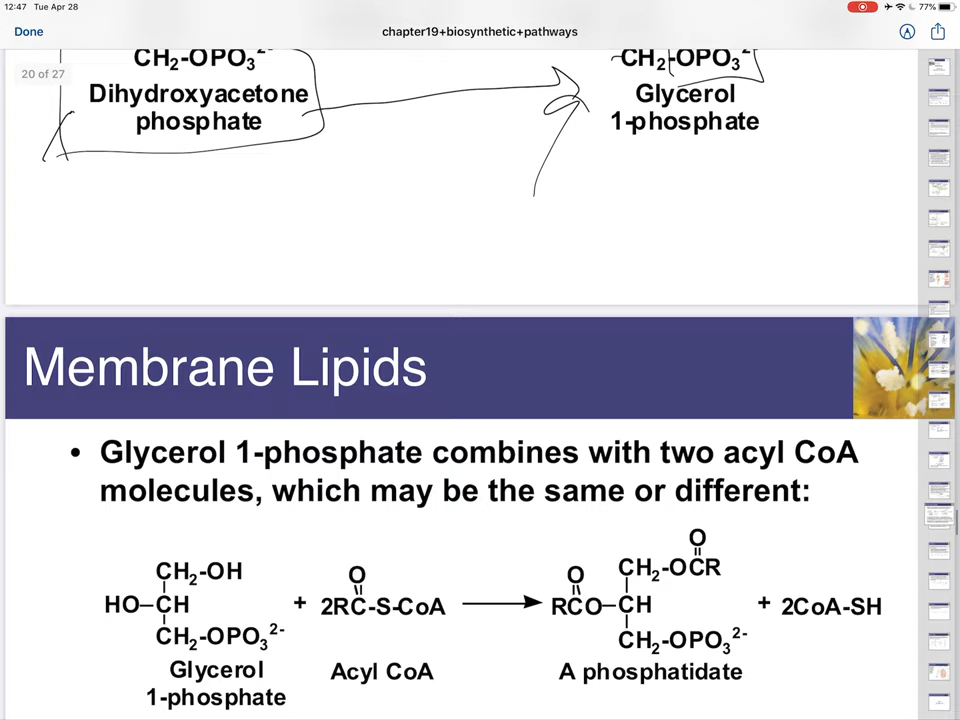 12:47 Tue Apr 28
77%
Done
chapter19+biosynthetic+pathways
20 of 27
CH₂-OPO₃²⁻
CH₂-OPO₃²⁻
Dihydroxyacetone
phosphate
Glycerol
1-phosphate
Membrane Lipids
• Glycerol 1-phosphate combines with two acyl CoA
molecules, which may be the same or different:
CH₂-OH
HO-CH
CH₂-OPO₃²⁻
Glycerol
1-phosphate
+
O
2RC-S-CoA
Acyl CoA
O
CH₂-OCR
O
RCO-CH
CH₂-OPO₃²⁻
A phosphatidate
+ 2CoA-SH